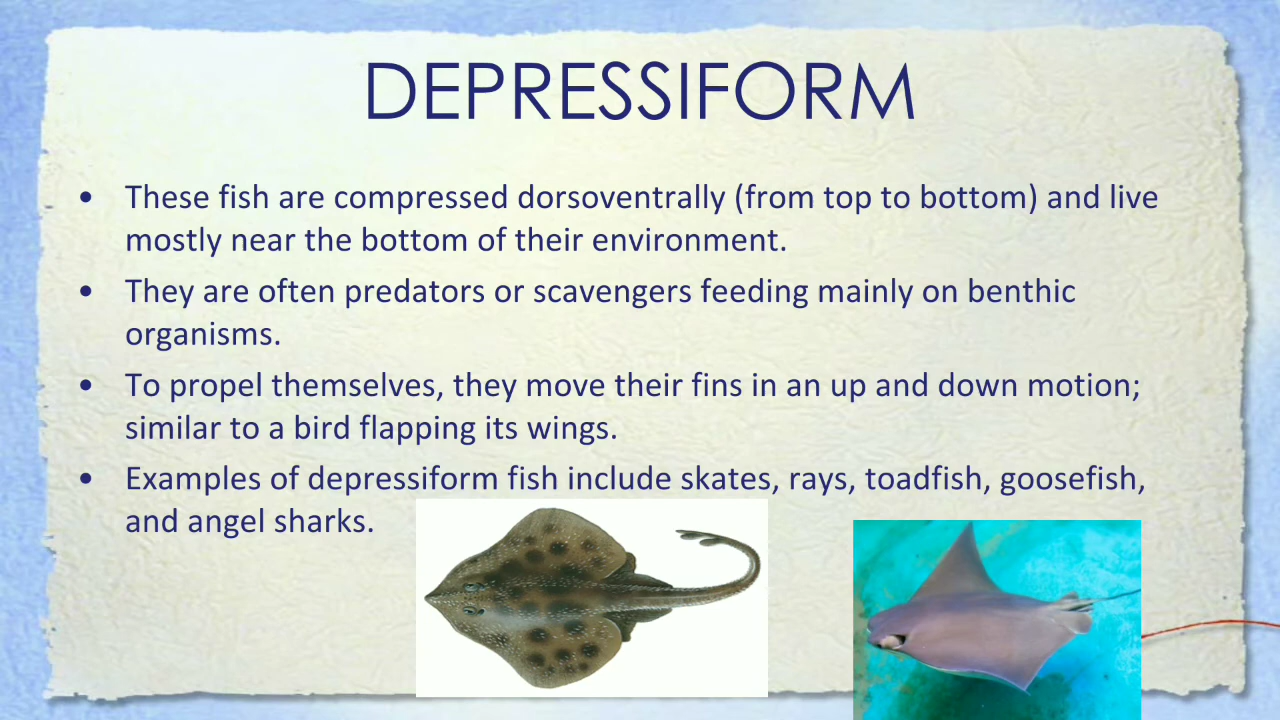 DEPRESSIFORM
• These fish are compressed dorsoventrally (from top to bottom) and live
mostly near the bottom of their environment.
• They are often predators or scavengers feeding mainly on benthic
organisms.
• To propel themselves, they move their fins in an up and down motion;
similar to a bird flapping its wings.
• Examples of depressiform fish include skates, rays, toadfish, goosefish,
and angel sharks.